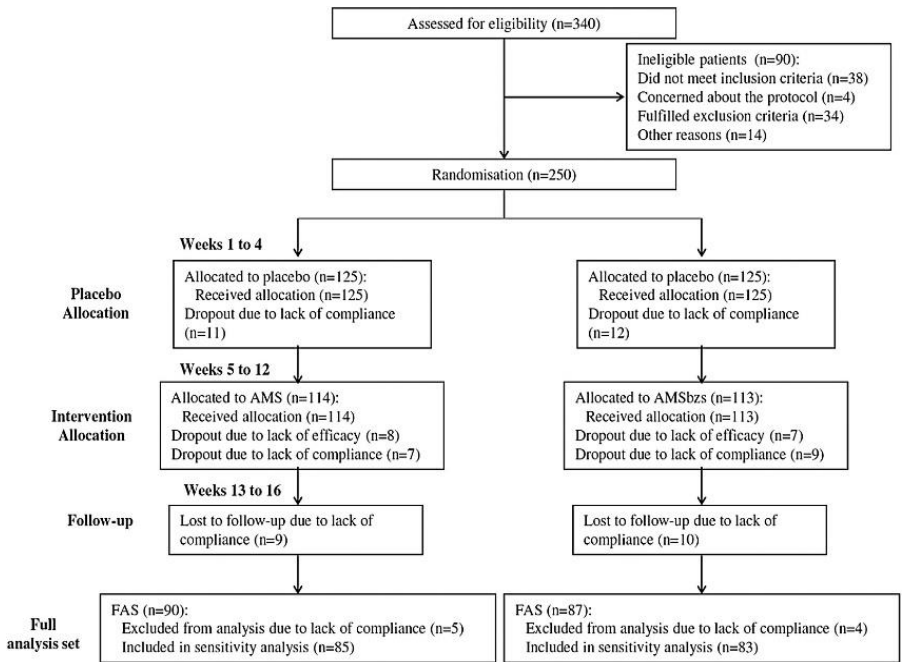 Assessed for eligibility (n=340)
Ineligible patients (n=90):
Did not meet inclusion criteria (n=38)
Concerned about the protocol (n=4)
Fulfilled exclusion criteria (n=34)
Other reasons (n=14)
Randomisation (n=250)
Weeks 1 to 4
Placebo
Allocation
Allocated to placebo (n=125):
Received allocation (n=125)
Dropout due to lack of compliance
(n=11)
Allocated to placebo (n=125):
Received allocation (n=125)
Dropout due to lack of compliance
(n=12)
Weeks 5 to 12
Intervention
Allocation
Allocated to AMS (n=114):
Received allocation (n=114)
Dropout due to lack of efficacy (n=8)
Dropout due to lack of compliance (n=7)
Allocated to AMSbzs (n=113):
Received allocation (n=113)
Dropout due to lack of efficacy (n=7)
Dropout due to lack of compliance (n=9)
Weeks 13 to 16
Follow-up
Lost to follow-up due to lack of
compliance (n=9)
Lost to follow-up due to lack of
compliance (n=10)
Full
analysis set
FAS (n=90):
Excluded from analysis due to lack of compliance (n=5)
Included in sensitivity analysis (n=85)
FAS (n=87):
Excluded from analysis due to lack of compliance (n=4)
Included in sensitivity analysis (n=83)